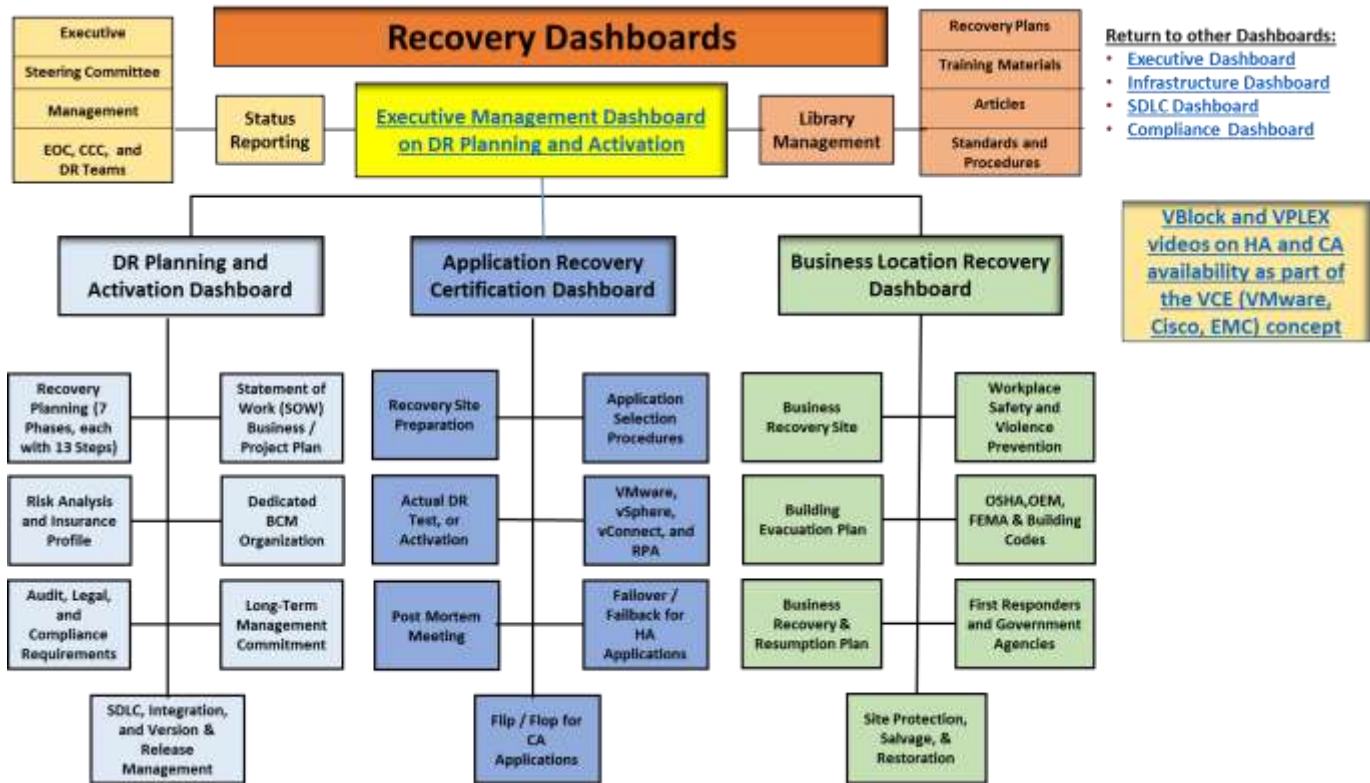 Recovery Dashboards
Executive
Steering Committee
Management
EOC, CCC, and
DR Teams
Status
Reporting
Executive Management Dashboard
on DR Planning and Activation
Library
Management
Recovery Plans
Training Materials
Articles
Standards and
Procedures
Return to other Dashboards:
• Executive Dashboard
• Infrastructure Dashboard
• SDLC Dashboard
• Compliance Dashboard
VBlock and VPLEX
videos on HA and CA
availability as part of
the VCE (VMware,
Cisco, EMC) concept
DR Planning and
Activation Dashboard
Recovery
Planning (7
Phases, each
with 13 Steps)
Statement of
Work (SOW)
Business /
Project Plan
Risk Analysis
and Insurance
Profile
Dedicated
BCM
Organization
Audit, Legal,
and
Compliance
Requirements
Long-Term
Management
Commitment
SDLC, Integration,
and Version &
Release
Management
Application Recovery
Certification Dashboard
Recovery Site
Preparation
Application
Selection
Procedures
Actual DR
Test, or
Activation
VMware,
vSphere,
vConnect, and
RPA
Post Mortem
Meeting
Failover /
Failback for
HA
Applications
Flip / Flop for
CA
Applications
Business Location Recovery
Dashboard
Business
Recovery Site
Workplace
Safety and
Violence
Prevention
Building
Evacuation Plan
OSHA,OEM,
FEMA & Building
Codes
Business
Recovery &
Resumption Plan
First Responders
and Government
Agencies
Site Protection,
Salvage, &
Restoration